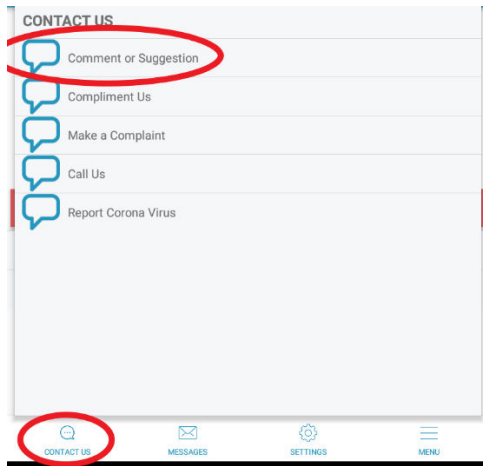 CONTACT US
Comment or Suggestion
Compliment Us
Make a Complaint
Call Us
Report Corona Virus
CONTACT US MESSAGES SETTINGS MENU